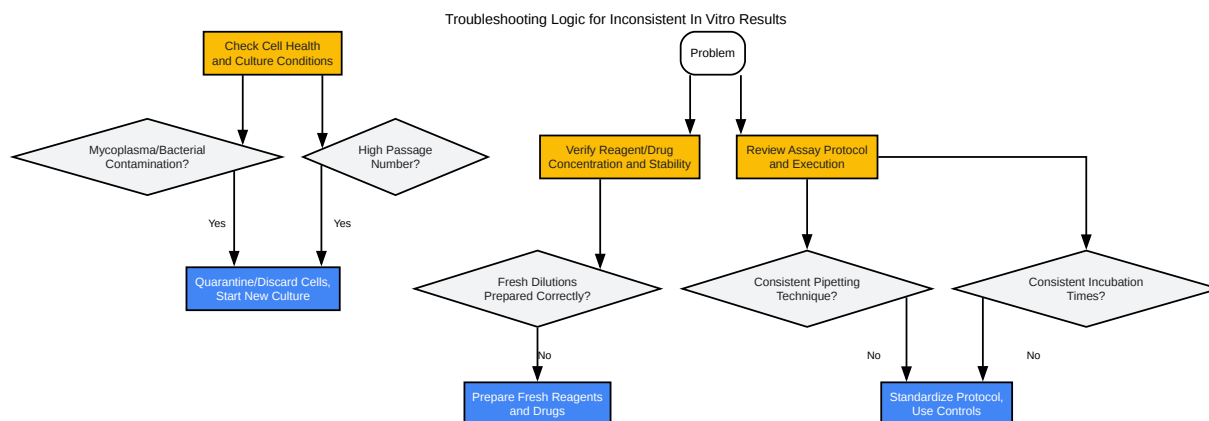 Troubleshooting Logic for Inconsistent In Vitro Results
Check Cell Health
and Culture Conditions
Problem
Mycoplasma/Bacterial
Contamination?
High Passage
Number?
Verify Reagent/Drug
Concentration and Stability
Review Assay Protocol
and Execution
Yes
Yes
Quarantine/Discard Cells,
Start New Culture
Fresh Dilutions
Prepared Correctly?
Consistent Pipetting
Technique?
Consistent Incubation
Times?
No
No
No
Prepare Fresh Reagents
and Drugs
Standardize Protocol,
Use Controls